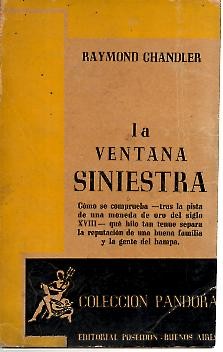 RAYMOND CHANDLER
la
VENTANA
SINIESTRA
Cómo se comprueba —tras la pista
de una moneda de oro del siglo
XVIII— qué hilo tan tenue separa
la reputación de una buena familia
y la gente del hampa.
COLECCION PANDORA
EDITORIAL POSEIDON - BUENOS AIRES